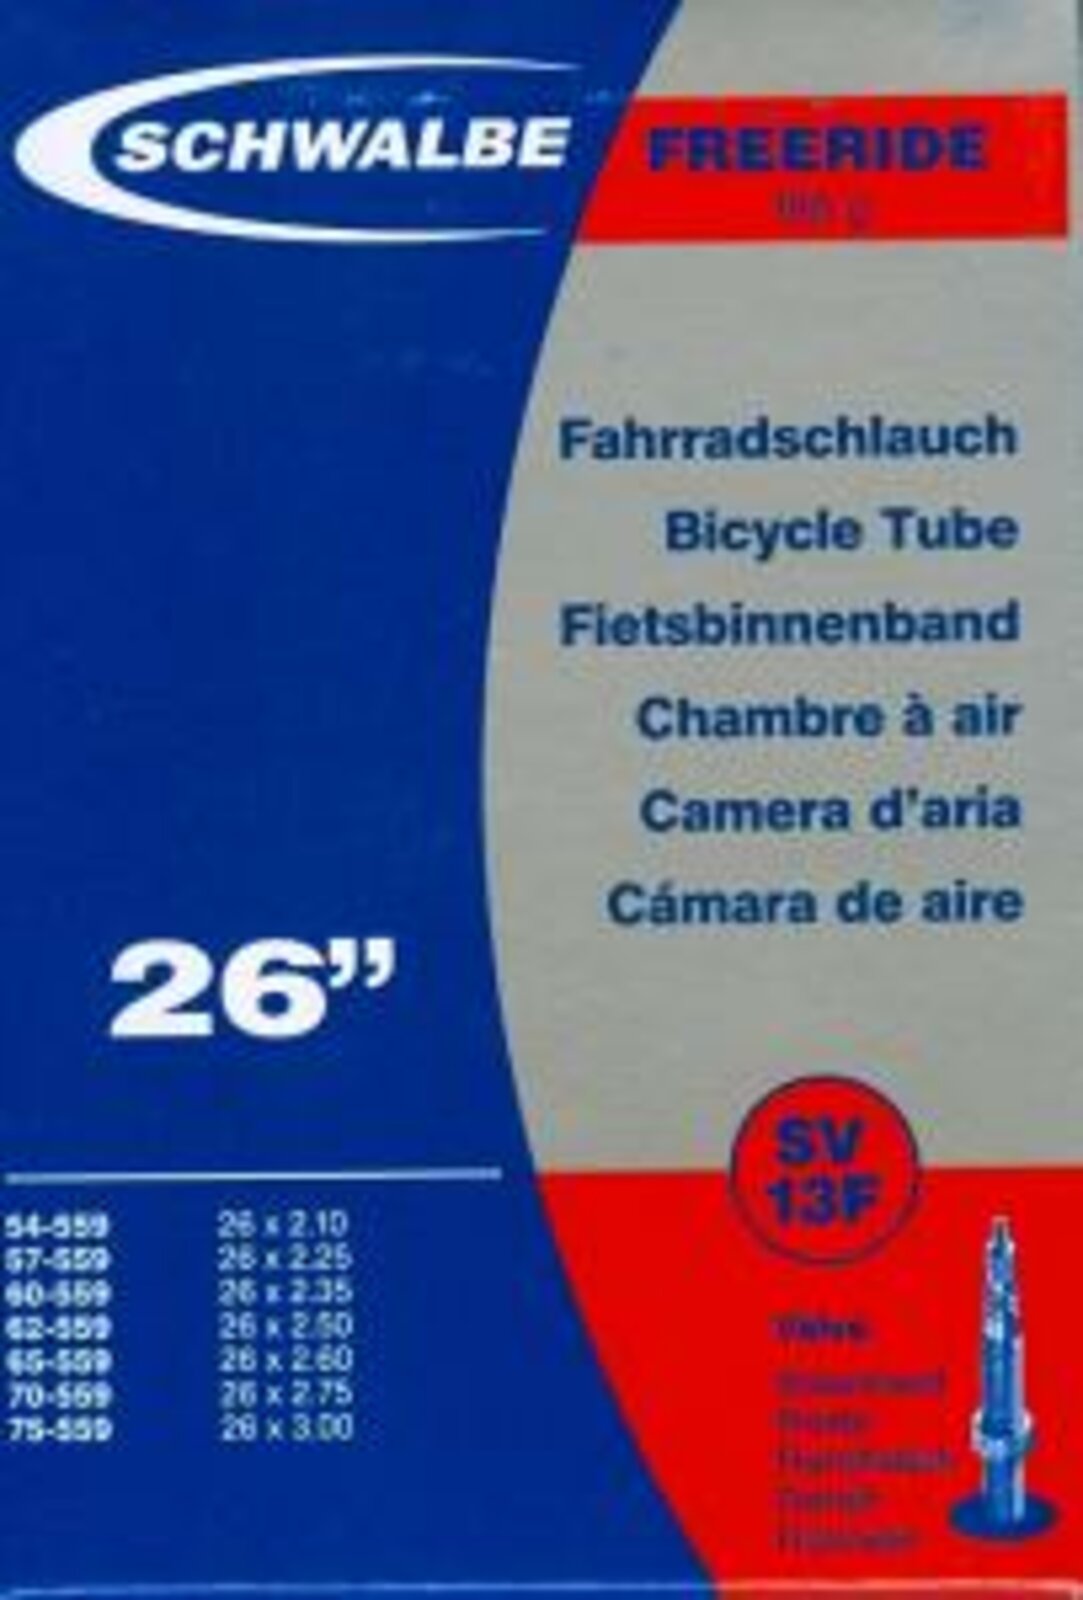 SCHWALBE
FREERIDE
Fahrradschlauch
Bicycle Tube
Fietsbinnenband
Chambre à air
Camera d'aria
Cámara de aire
26”
SV
13F
54-559 26 x 2.10
57-559 26 x 2.25
60-559 26 x 2.35
62-559 26 x 2.50
65-559 26 x 2.60
70-559 26 x 2.75
75-559 26 x 3.00